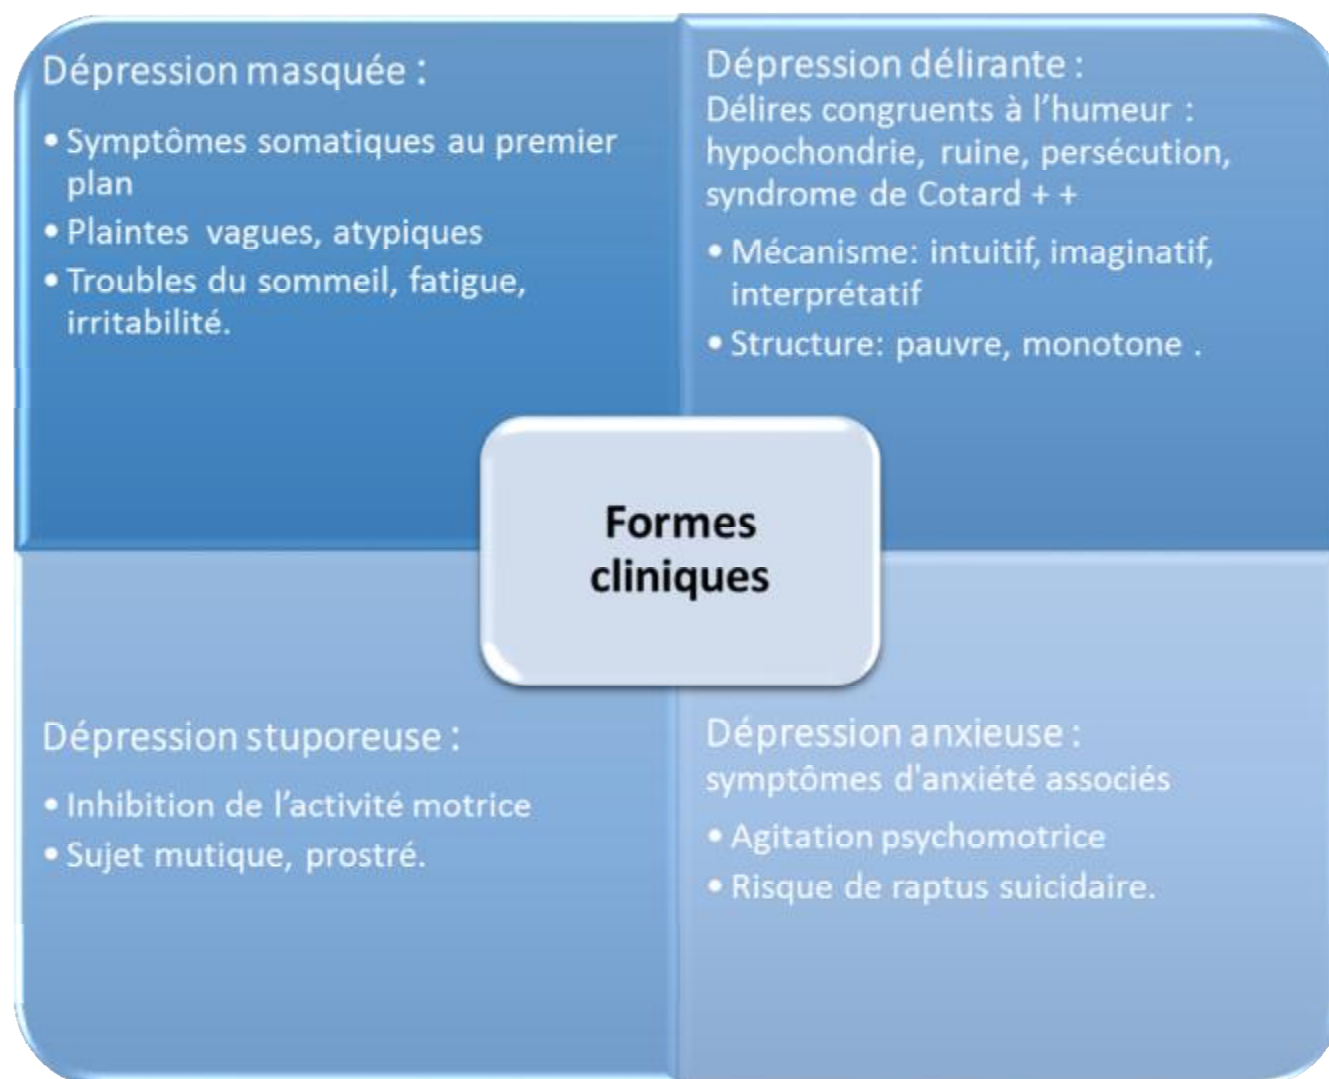 Dépression masquée :
• Symptômes somatiques au premier
plan
• Plaintes vagues, atypiques
• Troubles du sommeil, fatigue,
irritabilité.
Dépression délirante :
Délires congruents à l’humeur :
hypochondrie, ruine, persécution,
syndrome de Cotard + +
• Mécanisme: intuitif, imaginatif,
interprétatif
• Structure: pauvre, monotone .
Formes
cliniques
Dépression stuporeuse :
• Inhibition de l’activité motrice
• Sujet mutique, prostré.
Dépression anxieuse :
symptômes d'anxiété associés
• Agitation psychomotrice
• Risque de raptus suicidaire.